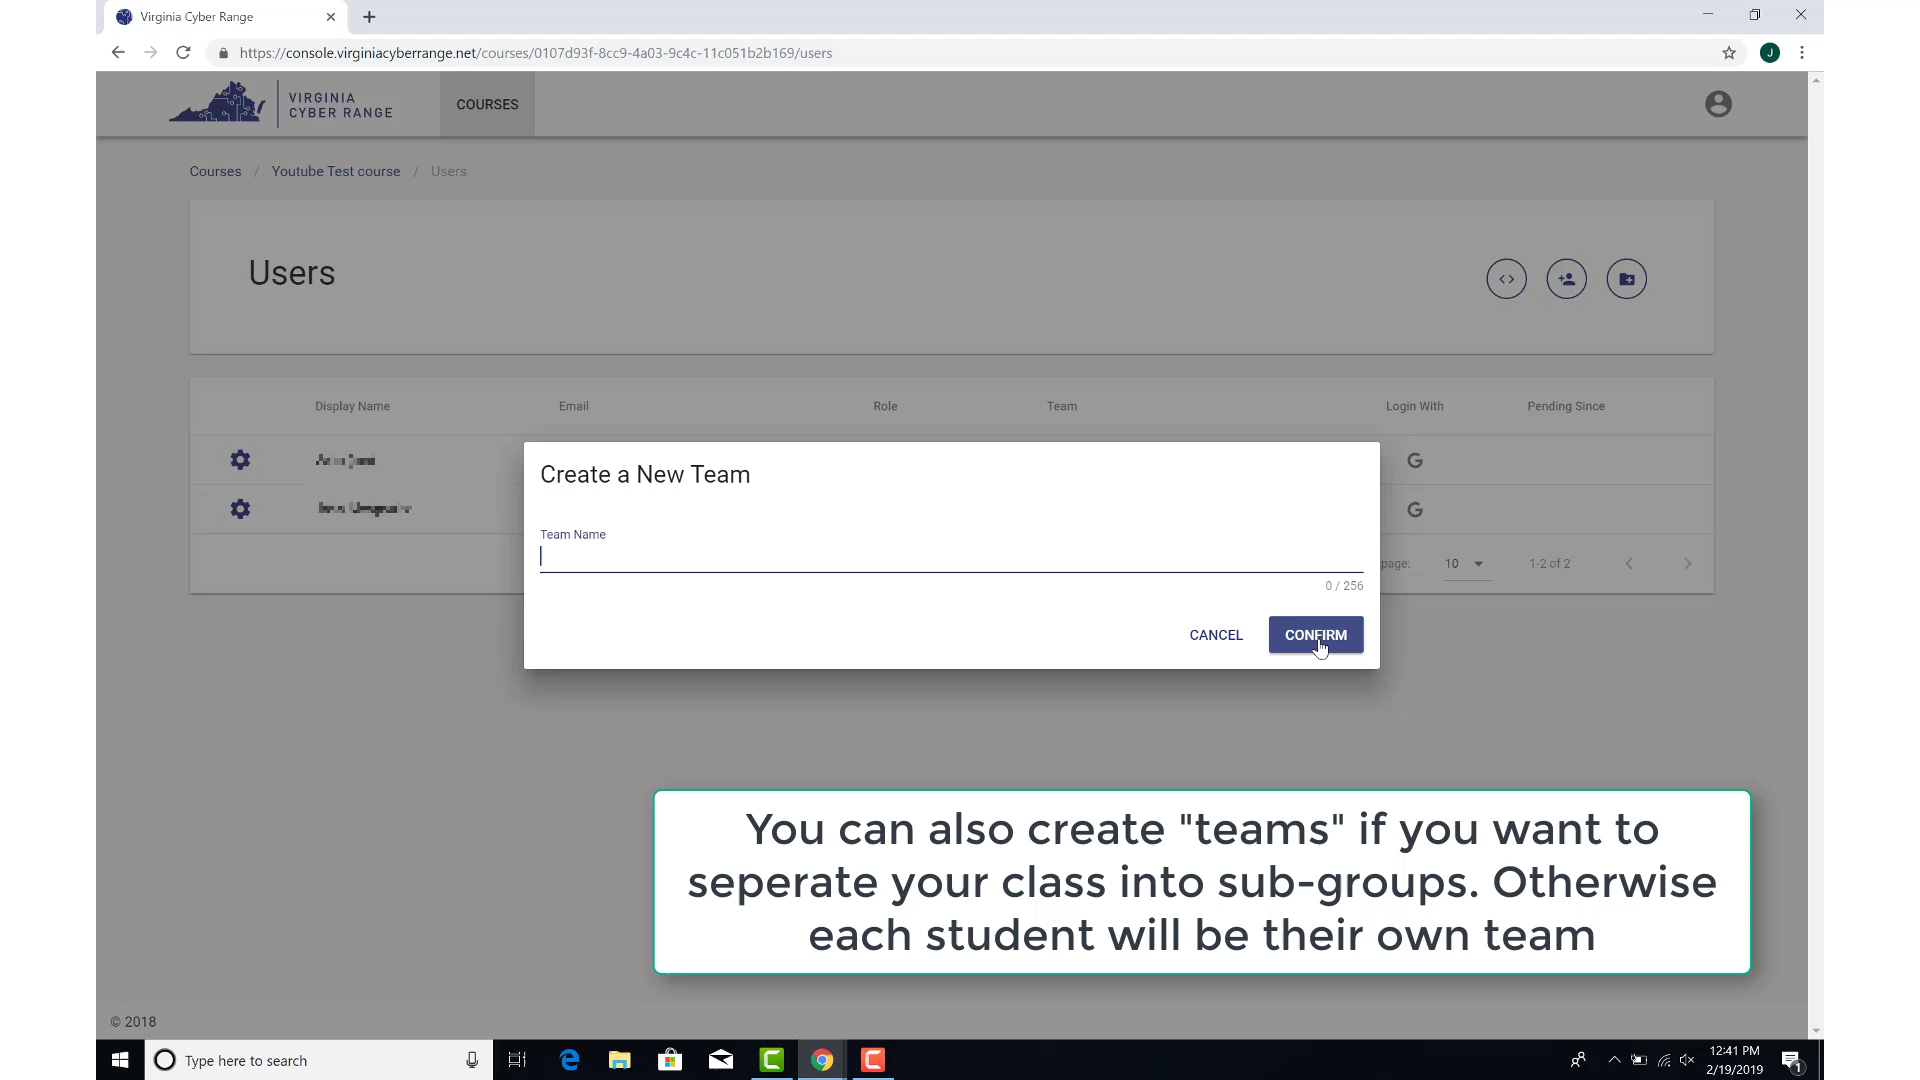 Virginia Cyber Range
https://console.virginiacyberrange.net/courses/0107d93f-8cc9-4a03-9c4c-11c051b2b169/users
J
VIRGINIA
CYBER RANGE
COURSES
Courses / Youtube Test course / Users
Users
Display Name Email Role Team Login With Pending Since
G
G
page: 10 1-2 of 2
Create a New Team
Team Name
0 / 256
CANCEL CONFIRM
You can also create "teams" if you want to
seperate your class into sub-groups. Otherwise
each student will be their own team
© 2018
Type here to search
12:41 PM
2/19/2019
1